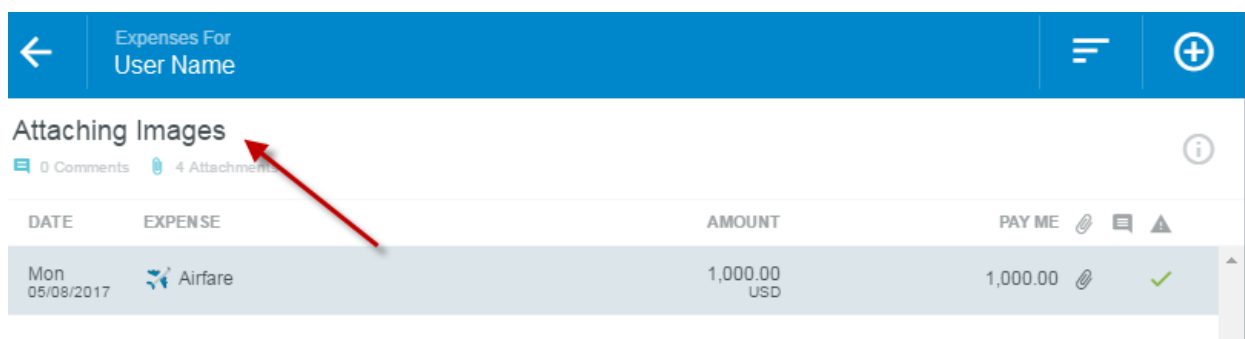 Expenses For
User Name
Attaching Images
0 Comments 4 Attachments
DATE EXPENSE AMOUNT PAY ME
Mon Airfare 1,000.00 1,000.00
05/08/2017 USD